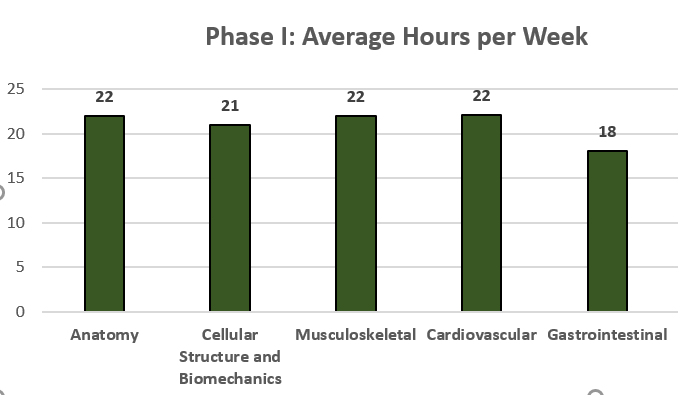 Phase I: Average Hours per Week
25
20
15
10
5
0
22
21
22
22
18
Anatomy
Cellular
Structure and
Biomechanics
Musculoskeletal
Cardiovascular
Gastrointestinal